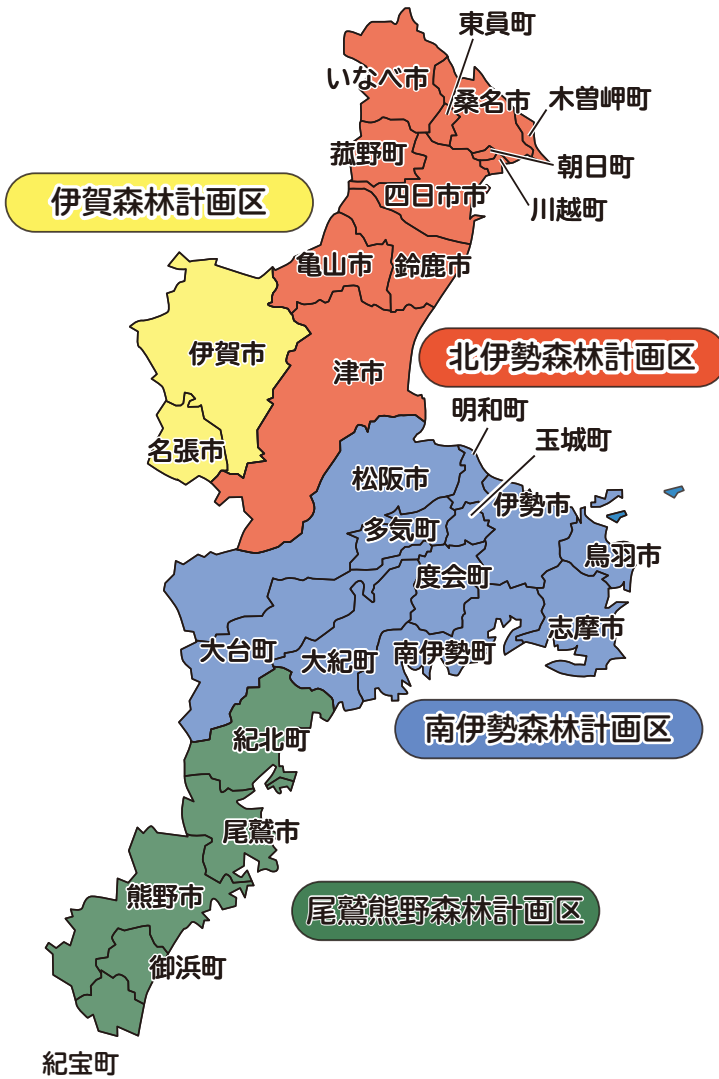 東員町
いなべ市
桑名市
木曽岬町
菰野町
朝日町
四日市市
川越町
伊賀森林計画区
亀山市
鈴鹿市
伊賀市
津市
北伊勢森林計画区
明和町
玉城町
名張市
松阪市
伊勢市
多気町
鳥羽市
度会町
志摩市
大台町
大紀町
南伊勢町
南伊勢森林計画区
紀北町
尾鷲市
熊野市
尾鷲熊野森林計画区
御浜町
紀宝町